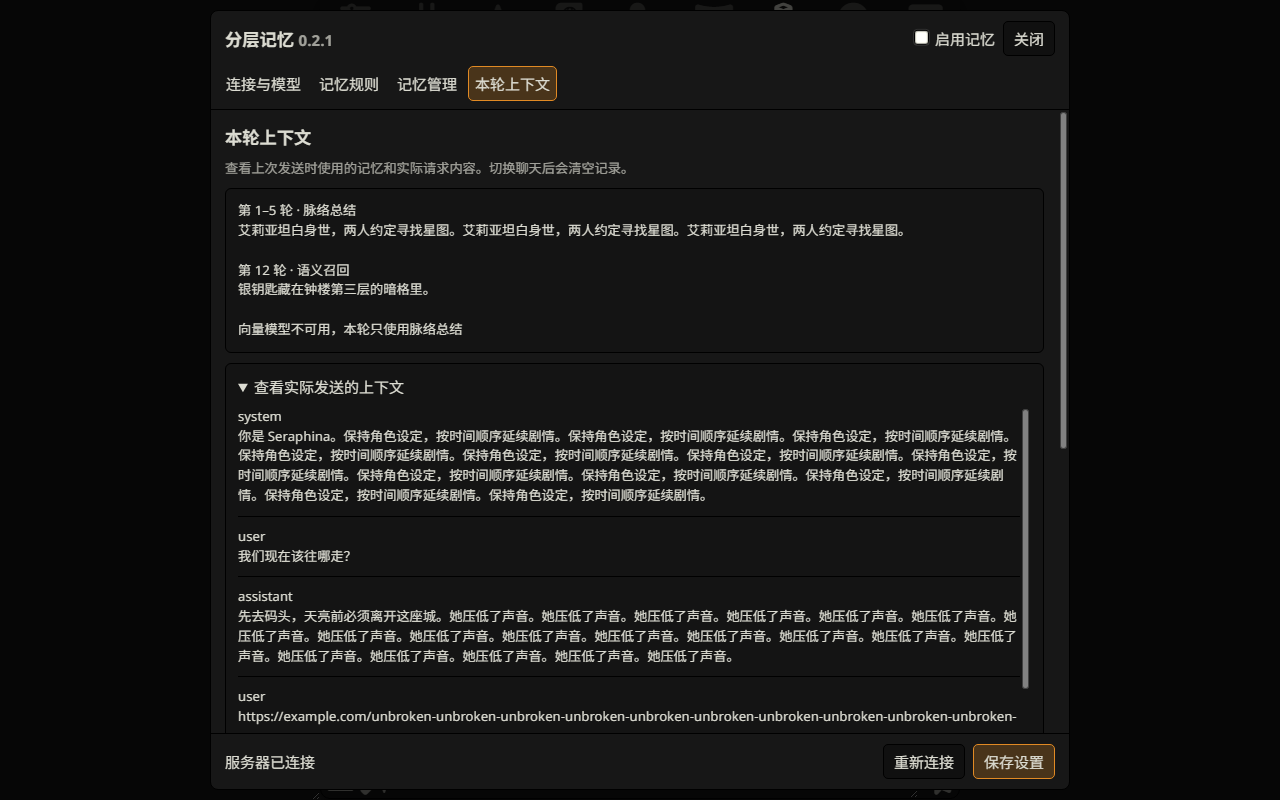 分层记忆 0.2.1
启用记忆
关闭
连接与模型
记忆规则
记忆管理
本轮上下文
本轮上下文
查看上次发送时使用的记忆和实际请求内容。切换聊天后会清空记录。
第 1–5 轮 · 脉络总结
艾莉亚坦白身世，两人约定寻找星图。艾莉亚坦白身世，两人约定寻找星图。艾莉亚坦白身世，两人约定寻找星图。
第 12 轮 · 语义召回
银钥匙藏在钟楼第三层的暗格里。
向量模型不可用，本轮只使用脉络总结
▼ 查看实际发送的上下文
system
你是 Seraphina。保持角色设定，按时间顺序延续剧情。保持角色设定，按时间顺序延续剧情。保持角色设定，按时间顺序延续剧情。
保持角色设定，按时间顺序延续剧情。保持角色设定，按时间顺序延续剧情。保持角色设定，按时间顺序延续剧情。保持角色设定，按
时间顺序延续剧情。保持角色设定，按时间顺序延续剧情。保持角色设定，按时间顺序延续剧情。保持角色设定，按时间顺序延续剧
情。保持角色设定，按时间顺序延续剧情。保持角色设定，按时间顺序延续剧情。
user
我们现在该往哪走？
assistant
先去码头，天亮前必须离开这座城。她压低了声音。她压低了声音。她压低了声音。她压低了声音。她压低了声音。她压低了声音。她
压低了声音。她压低了声音。她压低了声音。她压低了声音。她压低了声音。她压低了声音。她压低了声音。她压低了声音。她压低了
声音。她压低了声音。她压低了声音。她压低了声音。她压低了声音。她压低了声音。
user
https://example.com/unbroken-unbroken-unbroken-unbroken-unbroken-unbroken-unbroken-unbroken-unbroken-unbroken-
服务器已连接
重新连接
保存设置